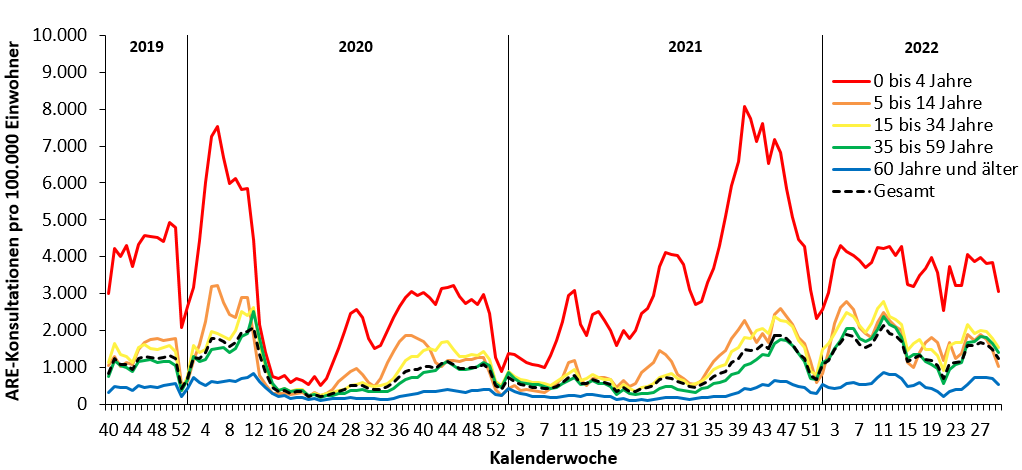 ARE-Konsultationen pro 100.000 Einwohner
10.000
9.000
8.000
7.000
6.000
5.000
4.000
3.000
2.000
1.000
0
2019 2020 2021 2022
0 bis 4 Jahre
5 bis 14 Jahre
15 bis 34 Jahre
35 bis 59 Jahre
60 Jahre und älter
Gesamt
40 44 48 52 4 8 12 16 20 24 28 32 36 40 44 48 52 3 7 11 15 19 23 27 31 35 39 43 47 51 3 7 11 15 19 23 27
Kalenderwoche